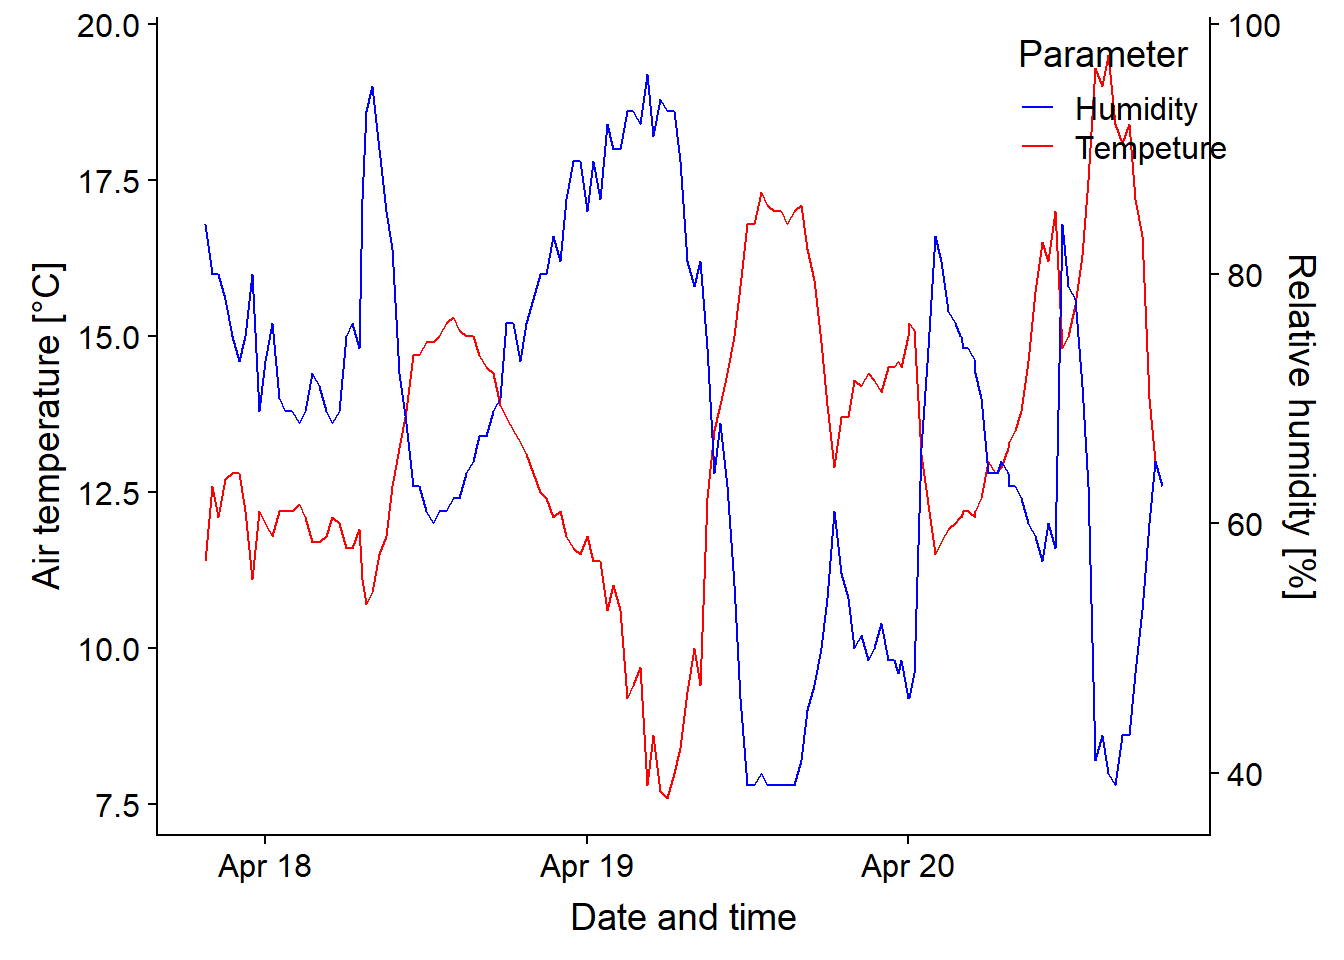 20.0
17.5
15.0
12.5
10.0
7.5
Air temperature [°C]
Parameter
Humidity
Tempeture
100
80
60
40
Relative humidity [%]
Apr 18
Apr 19
Apr 20
Date and time